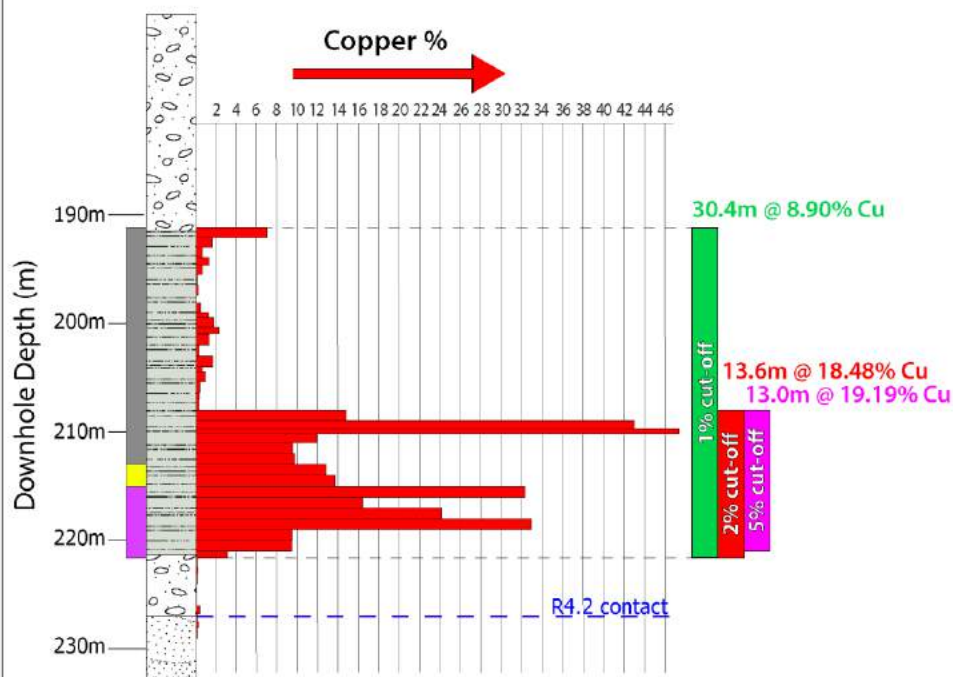 Copper %
2 4 6 8 10 12 14 16 18 20 22 24 26 28 30 32 34 36 38 40 42 44 46
Downhole Depth (m)
190m
200m
210m
220m
230m
30.4m @ 8.90% Cu
13.6m @ 18.48% Cu
13.0m @ 19.19% Cu
1% cut-off
2% cut-off
5% cut-off
R4.2 contact